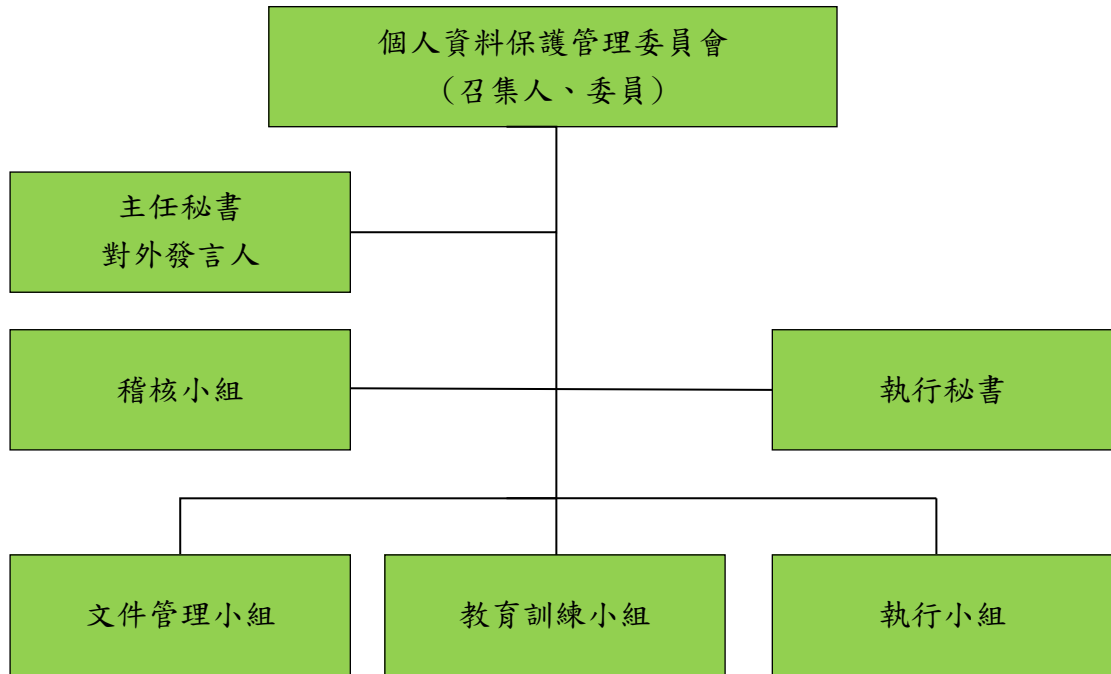 個人資料保護管理委員會
（召集人、委員）
主任秘書
對外發言人
稽核小組
執行秘書
文件管理小組
教育訓練小組
執行小組